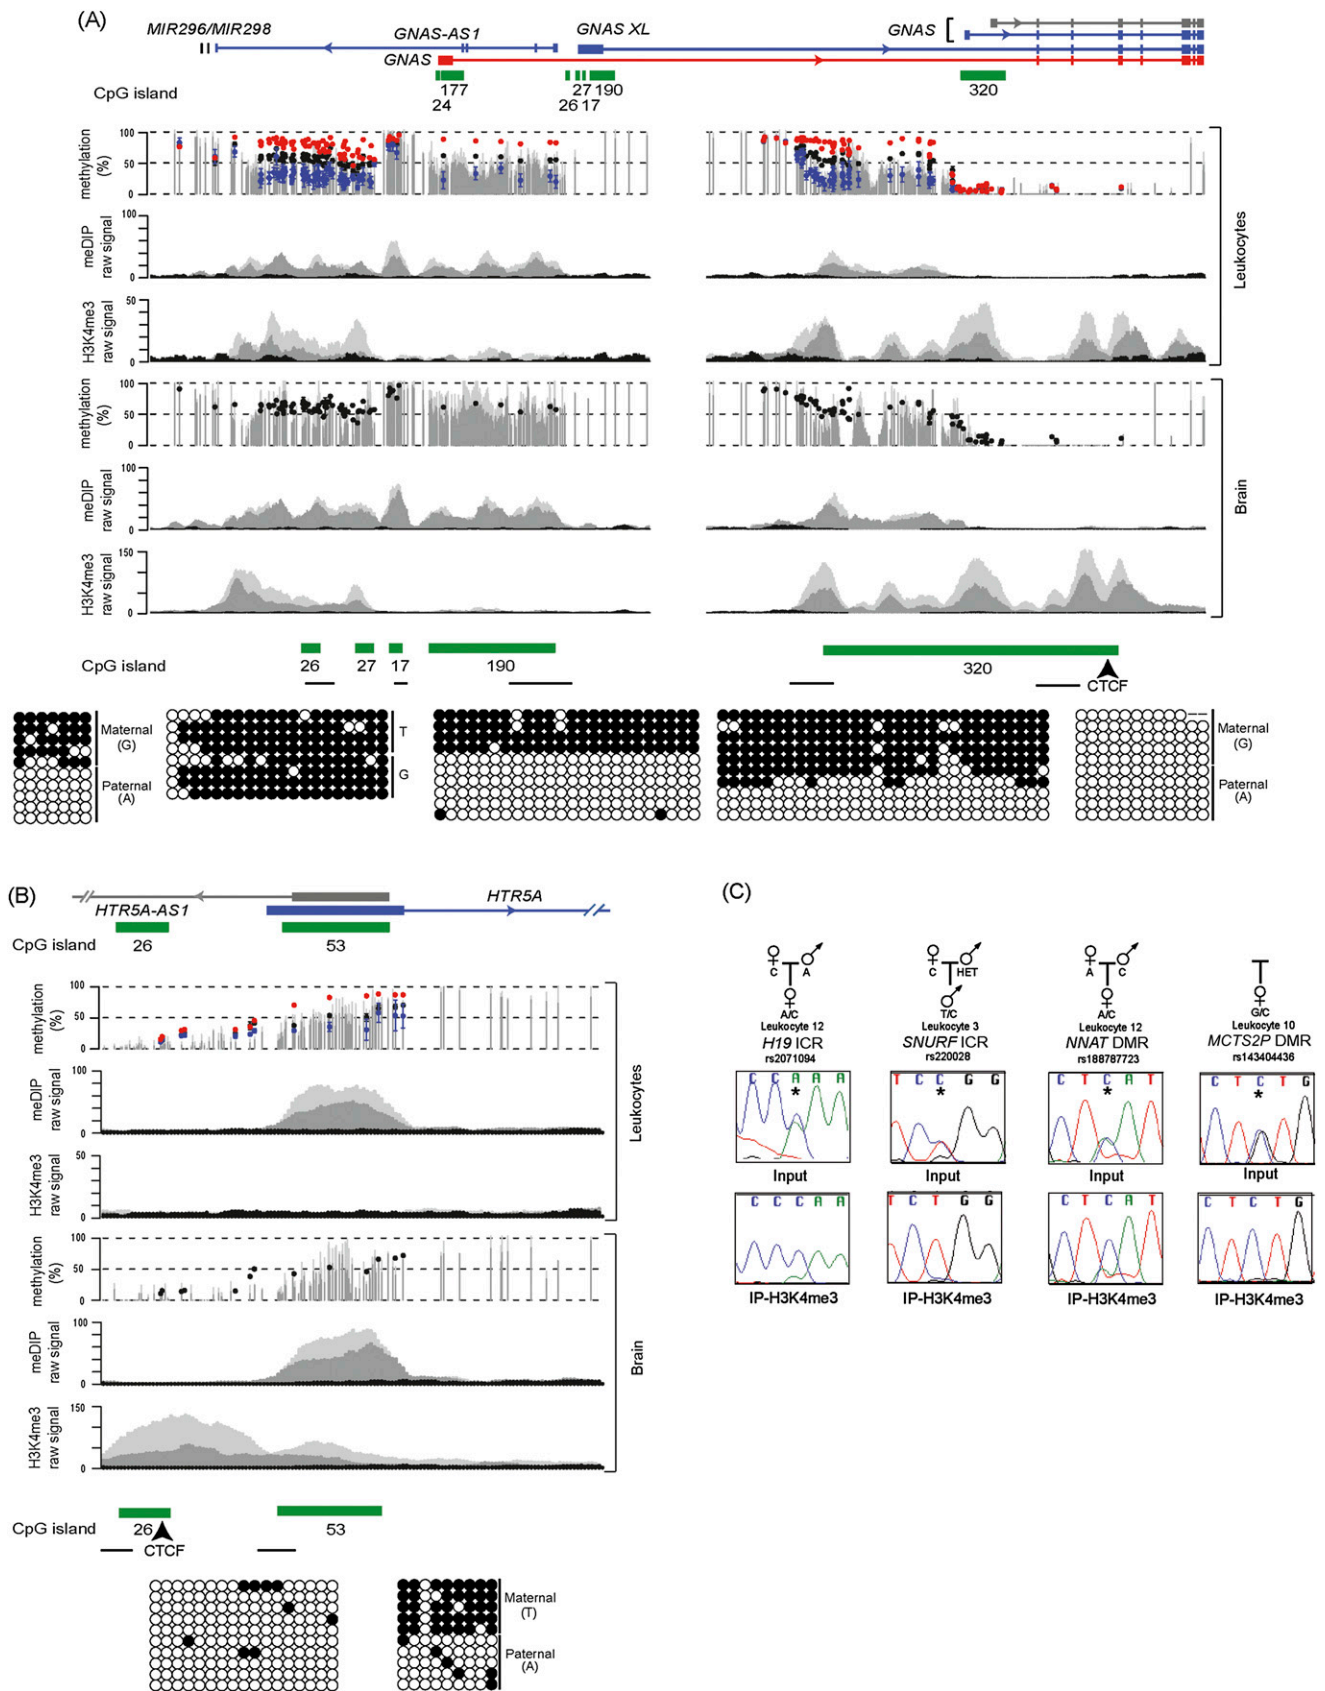 (A)
MIR296/MIR298
GNAS-AS1
GNAS XL
GNAS [
GNAS
CpG island
177
24
26
27
17
190
320
methylation (%)
100
50
0
meDIP raw signal
100
0
H3K4me3 raw signal
50
0
Leukocytes
methylation (%)
100
50
0
meDIP raw signal
100
0
H3K4me3 raw signal
150
0
Brain
CpG island
26
27
17
190
320
CTCF
Maternal (G)
Paternal (A)
T
G
Maternal (G)
Paternal (A)
(B)
HTR5A-AS1
HTR5A
CpG island
26
53
methylation (%)
100
50
0
meDIP raw signal
100
0
H3K4me3 raw signal
50
0
Leukocytes
methylation (%)
100
50
0
meDIP raw signal
100
0
H3K4me3 raw signal
150
0
Brain
CpG island
26
53
CTCF
Maternal (T)
Paternal (A)
(C)
♀ ♂
C A
♀
A/C
Leukocyte 12
H19 ICR
rs2071094
C C A A A
*
Input
C C C A A
IP-H3K4me3
♀ ♂
C HET
♂
T/C
Leukocyte 3
SNURF ICR
rs220028
T C C G G
*
Input
T C T G G
IP-H3K4me3
♀ ♂
A C
♀
A/C
Leukocyte 12
NNAT DMR
rs188787723
C T C A T
*
Input
C T C A T
IP-H3K4me3
♀
G/C
Leukocyte 10
MCTS2P DMR
rs143404436
C T C T G
*
Input
C T C T G
IP-H3K4me3